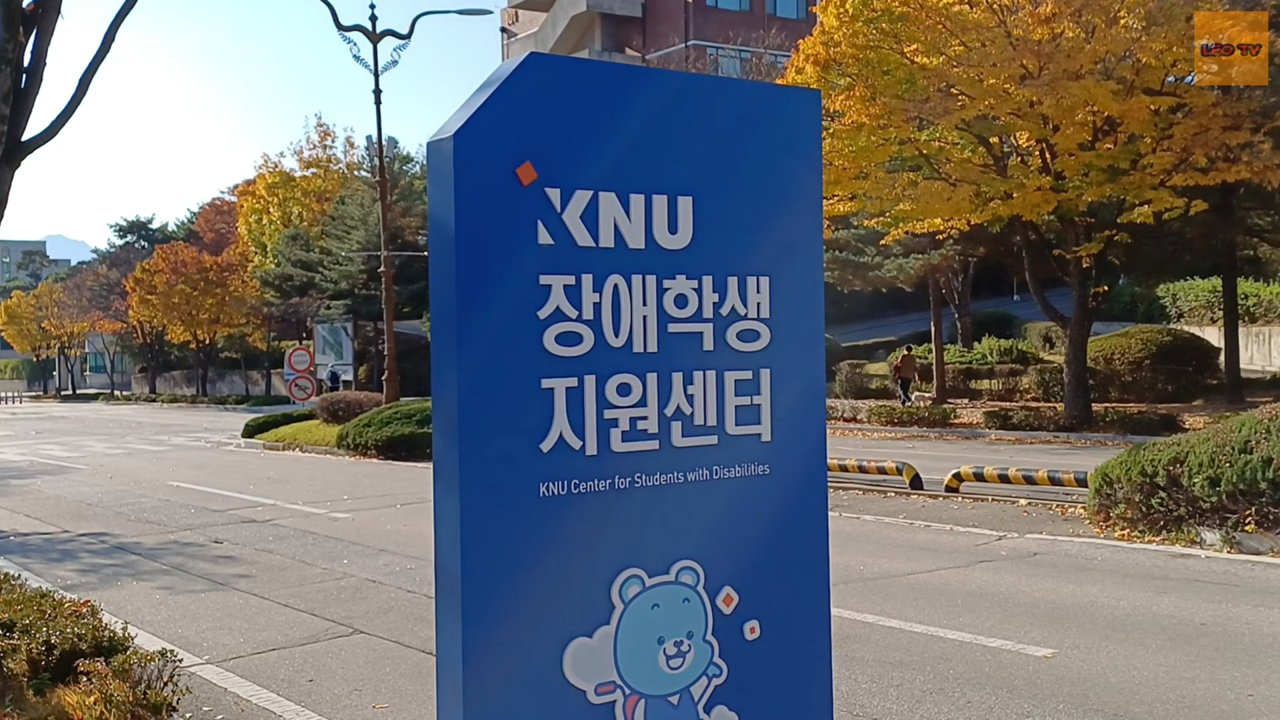 LEO TV
KNU
장애학생
지원센터
KNU Center for Students with Disabilities